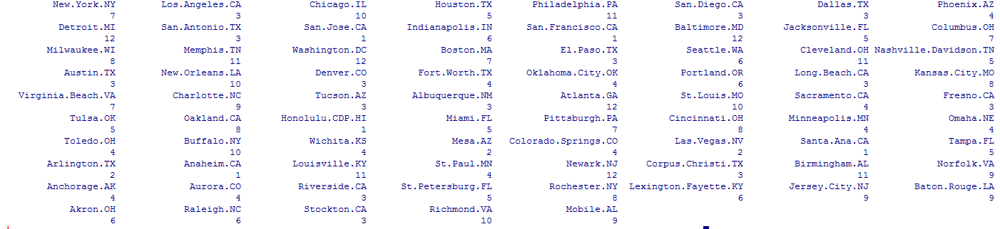 New.York.NY Los.Angeles.CA Chicago.IL Houston.TX Philadelphia.PA San.Diego.CA Dallas.TX Phoenix.AZ
7 3 10 5 11 3 3 4
Detroit.MI San.Antonio.TX San.Jose.CA Indianapolis.IN San.Francisco.CA Baltimore.MD Jacksonville.FL Columbus.OH
12 3 1 6 1 12 5 7
Milwaukee.WI Memphis.TN Washington.DC Boston.MA El.Paso.TX Seattle.WA Cleveland.OH Nashville.Davidson.TN
8 11 12 7 3 6 11 5
Austin.TX New.Orleans.LA Denver.CO Fort.Worth.TX Oklahoma.City.OK Portland.OR Long.Beach.CA Kansas.City.MO
3 10 3 4 4 6 3 8
Virginia.Beach.VA Charlotte.NC Tucson.AZ Albuquerque.NM Atlanta.GA St.Louis.MO Sacramento.CA Fresno.CA
7 9 3 3 12 10 4 3
Tulsa.OK Oakland.CA Honolulu.CDP.HI Miami.FL Pittsburgh.PA Cincinnati.OH Minneapolis.MN Omaha.NE
5 8 1 5 7 8 4 4
Toledo.OH Buffalo.NY Wichita.KS Mesa.AZ Colorado.Springs.CO Las.Vegas.NV Santa.Ana.CA Tampa.FL
4 10 4 2 4 2 1 5
Arlington.TX Anaheim.CA Louisville.KY St.Paul.MN Newark.NJ Corpus.Christi.TX Birmingham.AL Norfolk.VA
2 1 11 4 12 3 11 9
Anchorage.AK Aurora.CO Riverside.CA St.Petersburg.FL Rochester.NY Lexington.Fayette.KY Jersey.City.NJ Baton.Rouge.LA
4 4 3 5 8 6 9 9
Akron.OH Raleigh.NC Stockton.CA Richmond.VA Mobile.AL
6 6 3 10 9